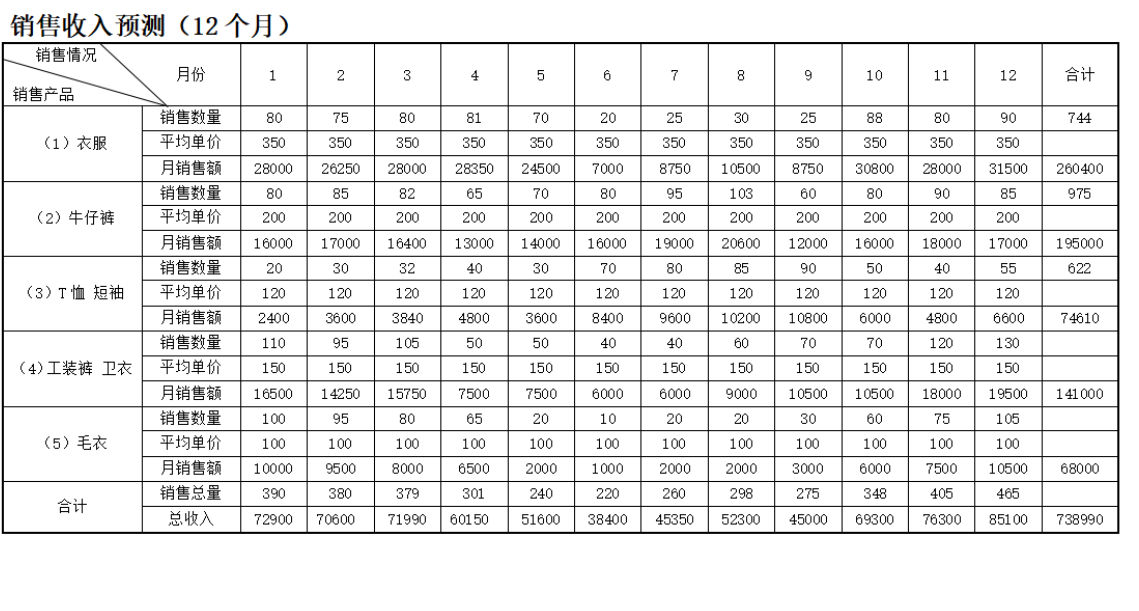 销售收入预测（12 个月）
销售情况 销售产品 月份 1 2 3 4 5 6 7 8 9 10 11 12 合计
（1）衣服 销售数量 80 75 80 81 70 20 25 30 25 88 80 90 744
平均单价 350 350 350 350 350 350 350 350 350 350 350 350
月销售额 28000 26250 28000 28350 24500 7000 8750 10500 8750 30800 28000 31500 260400
（2）牛仔裤 销售数量 80 85 82 65 70 80 95 103 60 80 90 85 975
平均单价 200 200 200 200 200 200 200 200 200 200 200 200
月销售额 16000 17000 16400 13000 14000 16000 19000 20600 12000 16000 18000 17000 195000
（3）T 恤 短袖 销售数量 20 30 32 40 30 70 80 85 90 50 40 55 622
平均单价 120 120 120 120 120 120 120 120 120 120 120 120
月销售额 2400 3600 3840 4800 3600 8400 9600 10200 10800 6000 4800 6600 74610
（4)工装裤 卫衣 销售数量 110 95 105 50 50 40 40 60 70 70 120 130
平均单价 150 150 150 150 150 150 150 150 150 150 150 150
月销售额 16500 14250 15750 7500 7500 6000 6000 9000 10500 10500 18000 19500 141000
（5）毛衣 销售数量 100 95 80 65 20 10 20 20 30 60 75 105
平均单价 100 100 100 100 100 100 100 100 100 100 100 100
月销售额 10000 9500 8000 6500 2000 1000 2000 2000 3000 6000 7500 10500 68000
合计 销售总量 390 380 379 301 240 220 260 298 275 348 405 465
总收入 72900 70600 71990 60150 51600 38400 45350 52300 45000 69300 76300 85100 738990